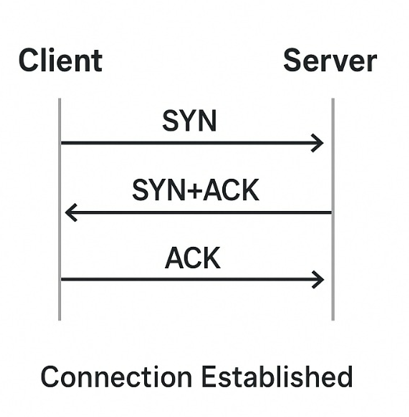 Client Server
SYN
SYN+ACK
ACK
Connection Established